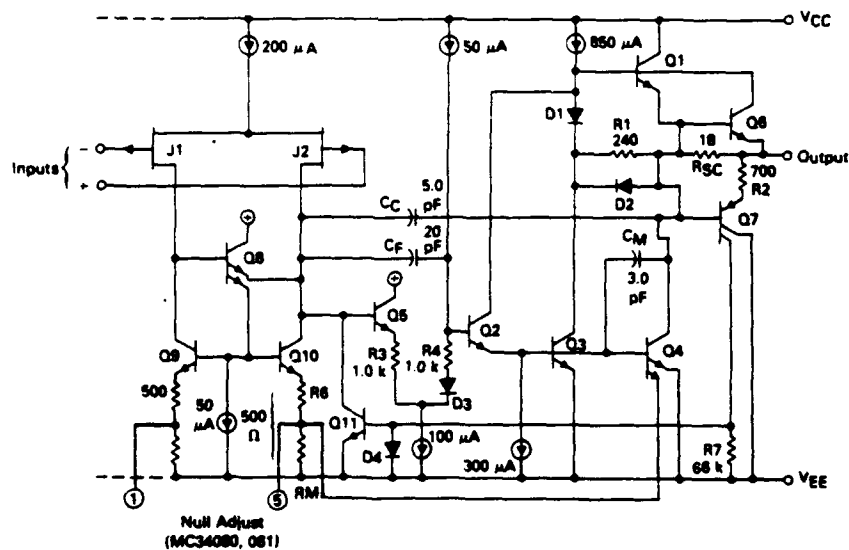 VCC
200 µA
50 µA
850 µA
Q1
D1
Q6
R1
240
18
RSC
Output
Inputs
-
+
J1
J2
700
R2
D2
Q7
5.0
pF
CC
20
pF
CF
CM
3.0
pF
Q8
Q5
Q2
Q3
Q4
R3
1.0 k
R4
1.0 k
D3
Q9
Q10
500
R6
50
µA
500
Ω
Q11
D4
100 µA
300 µA
R7
66 k
RM
VEE
1
5
Null Adjust
(MC34080, 081)